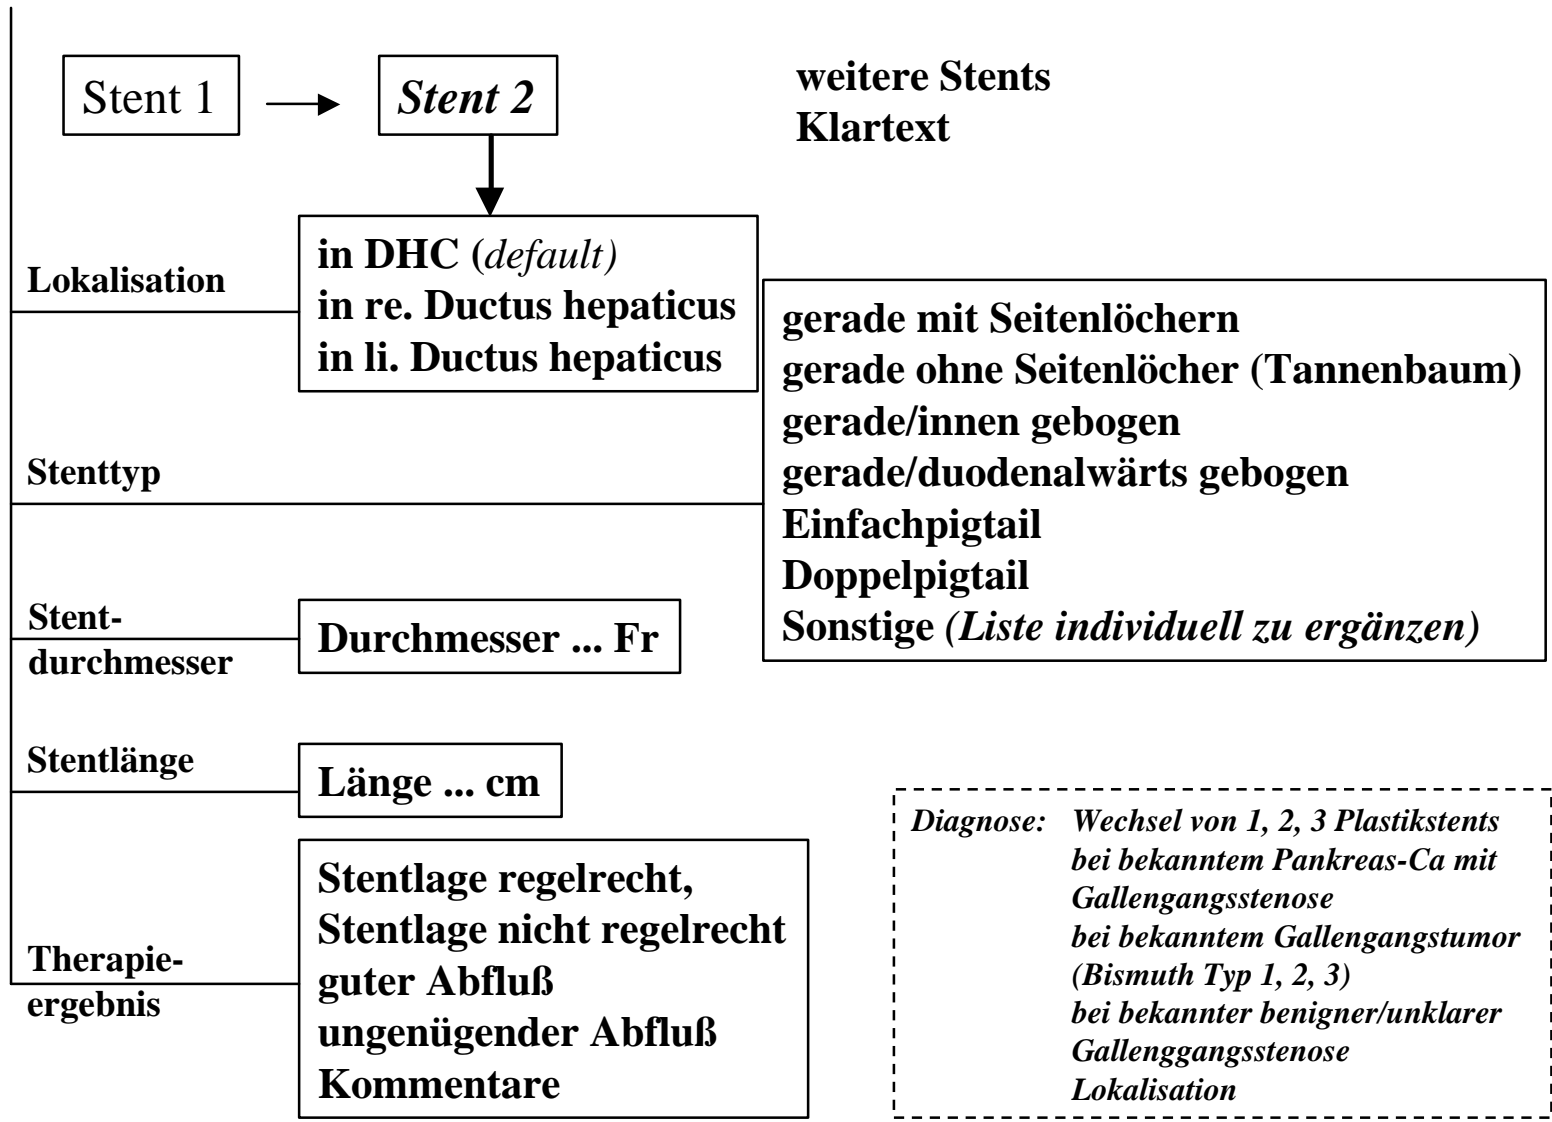 Stent 1
Stent 2
weitere Stents
Klartext
Lokalisation
in DHC (default)
in re. Ductus hepaticus
in li. Ductus hepaticus
Stenttyp
gerade mit Seitenlöchern
gerade ohne Seitenlöcher (Tannenbaum)
gerade/innen gebogen
gerade/duodenalwärts gebogen
Einfachpigtail
Doppelpigtail
Sonstige (Liste individuell zu ergänzen)
Stent-
durchmesser
Durchmesser ... Fr
Stentlänge
Länge ... cm
Therapie-
ergebnis
Stentlage regelrecht,
Stentlage nicht regelrecht
guter Abfluß
ungenügender Abfluß
Kommentare
Diagnose: Wechsel von 1, 2, 3 Plastikstents
bei bekanntem Pankreas-Ca mit
Gallengangsstenose
bei bekanntem Gallengangstumor
(Bismuth Typ 1, 2, 3)
bei bekannter benigner/unklarer
Gallenggangsstenose
Lokalisation